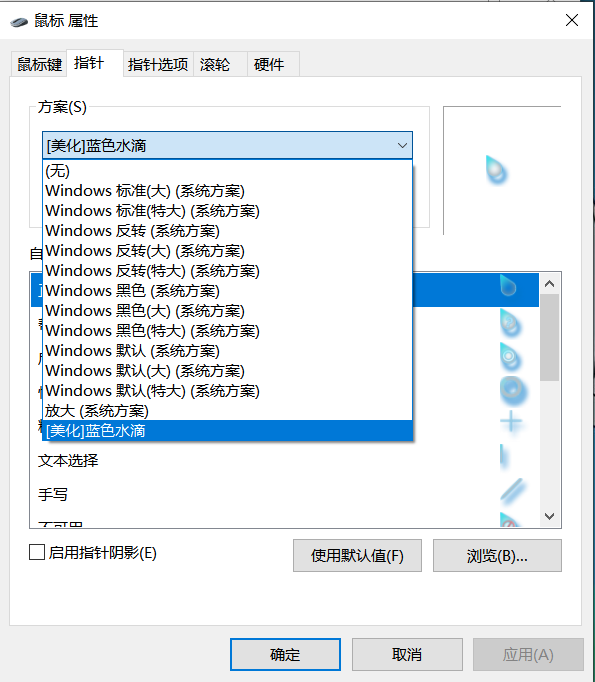 鼠标 属性
鼠标键 指针 指针选项 滚轮 硬件
方案(S)
[美化]蓝色水滴
(无)
Windows 标准(大) (系统方案)
Windows 标准(特大) (系统方案)
Windows 反转 (系统方案)
Windows 反转(大) (系统方案)
Windows 反转(特大) (系统方案)
Windows 黑色 (系统方案)
Windows 黑色(大) (系统方案)
Windows 黑色(特大) (系统方案)
Windows 默认 (系统方案)
Windows 默认(大) (系统方案)
Windows 默认(特大) (系统方案)
放大 (系统方案)
[美化]蓝色水滴
文本选择
手写
不可用
启用指针阴影(E)
使用默认值(F)
浏览(B)...
确定
取消
应用(A)